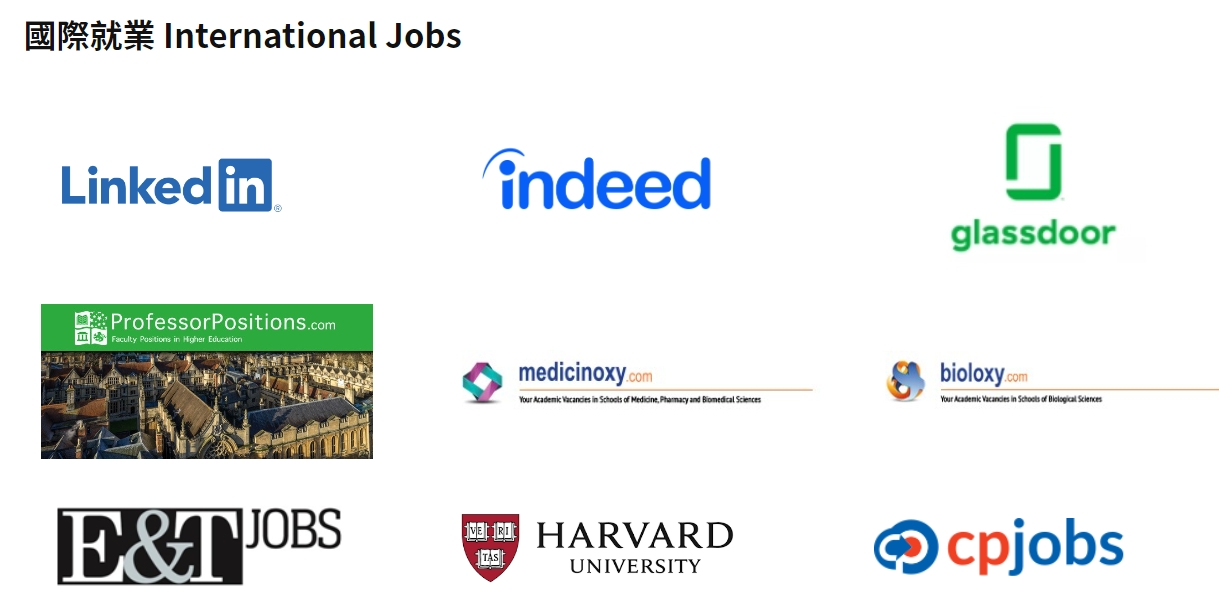 國際就業 International Jobs
Linked in ®
indeed
glassdoor
ProfessorPositions.com
Faculty Positions in Higher Education
medicinoxy.com
Your Academic Vacancies in Schools of Medicine, Pharmacy and Biomedical Sciences
bioloxy.com
Your Academic Vacancies in Schools of Biological Sciences
E&T JOBS
VE RI TAS
HARVARD
UNIVERSITY
cpjobs